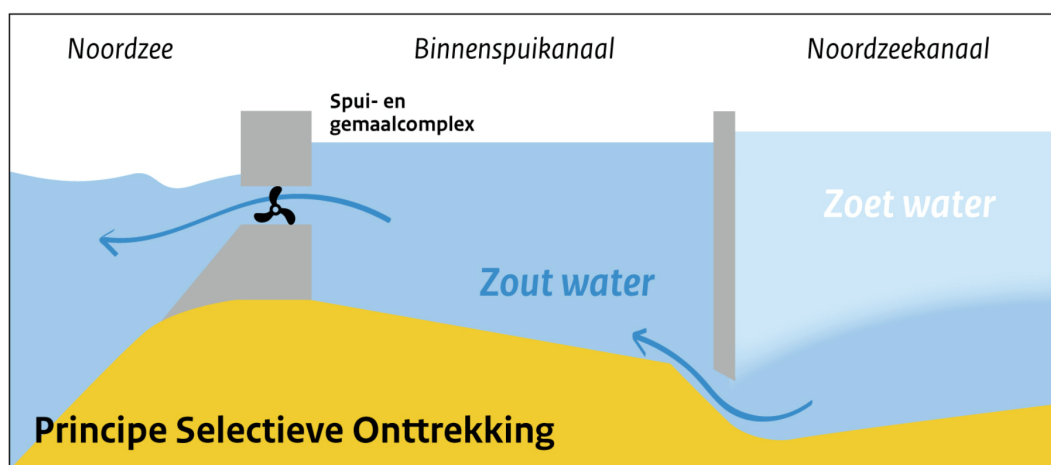 Noordzee
Binnenspuikanaal
Noordzeekanaal
Spui- en
gemaalcomplex
Zoet water
Zout water
Principe Selectieve Onttrekking